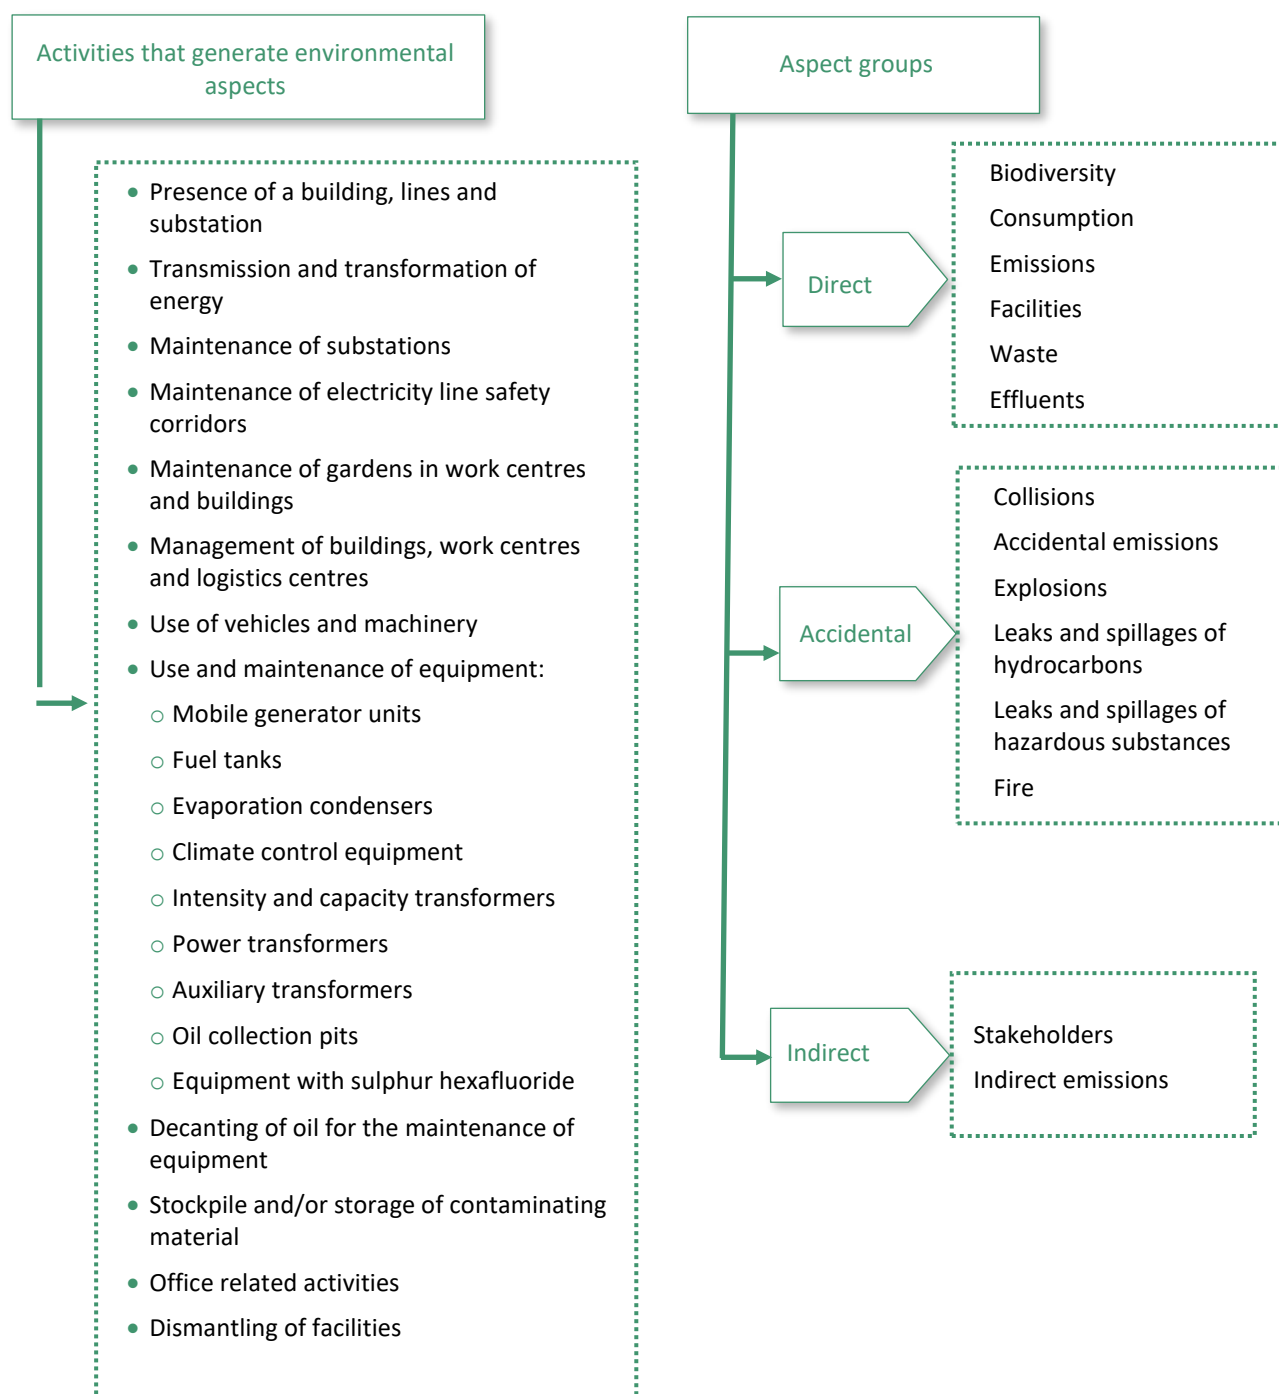 Activities that generate environmental
aspects
• Presence of a building, lines and
substation
• Transmission and transformation of
energy
• Maintenance of substations
• Maintenance of electricity line safety
corridors
• Maintenance of gardens in work centres
and buildings
• Management of buildings, work centres
and logistics centres
• Use of vehicles and machinery
• Use and maintenance of equipment:
○ Mobile generator units
○ Fuel tanks
○ Evaporation condensers
○ Climate control equipment
○ Intensity and capacity transformers
○ Power transformers
○ Auxiliary transformers
○ Oil collection pits
○ Equipment with sulphur hexafluoride
• Decanting of oil for the maintenance of
equipment
• Stockpile and/or storage of contaminating
material
• Office related activities
• Dismantling of facilities
Aspect groups
Direct
Biodiversity
Consumption
Emissions
Facilities
Waste
Effluents
Accidental
Collisions
Accidental emissions
Explosions
Leaks and spillages of
hydrocarbons
Leaks and spillages of
hazardous substances
Fire
Indirect
Stakeholders
Indirect emissions